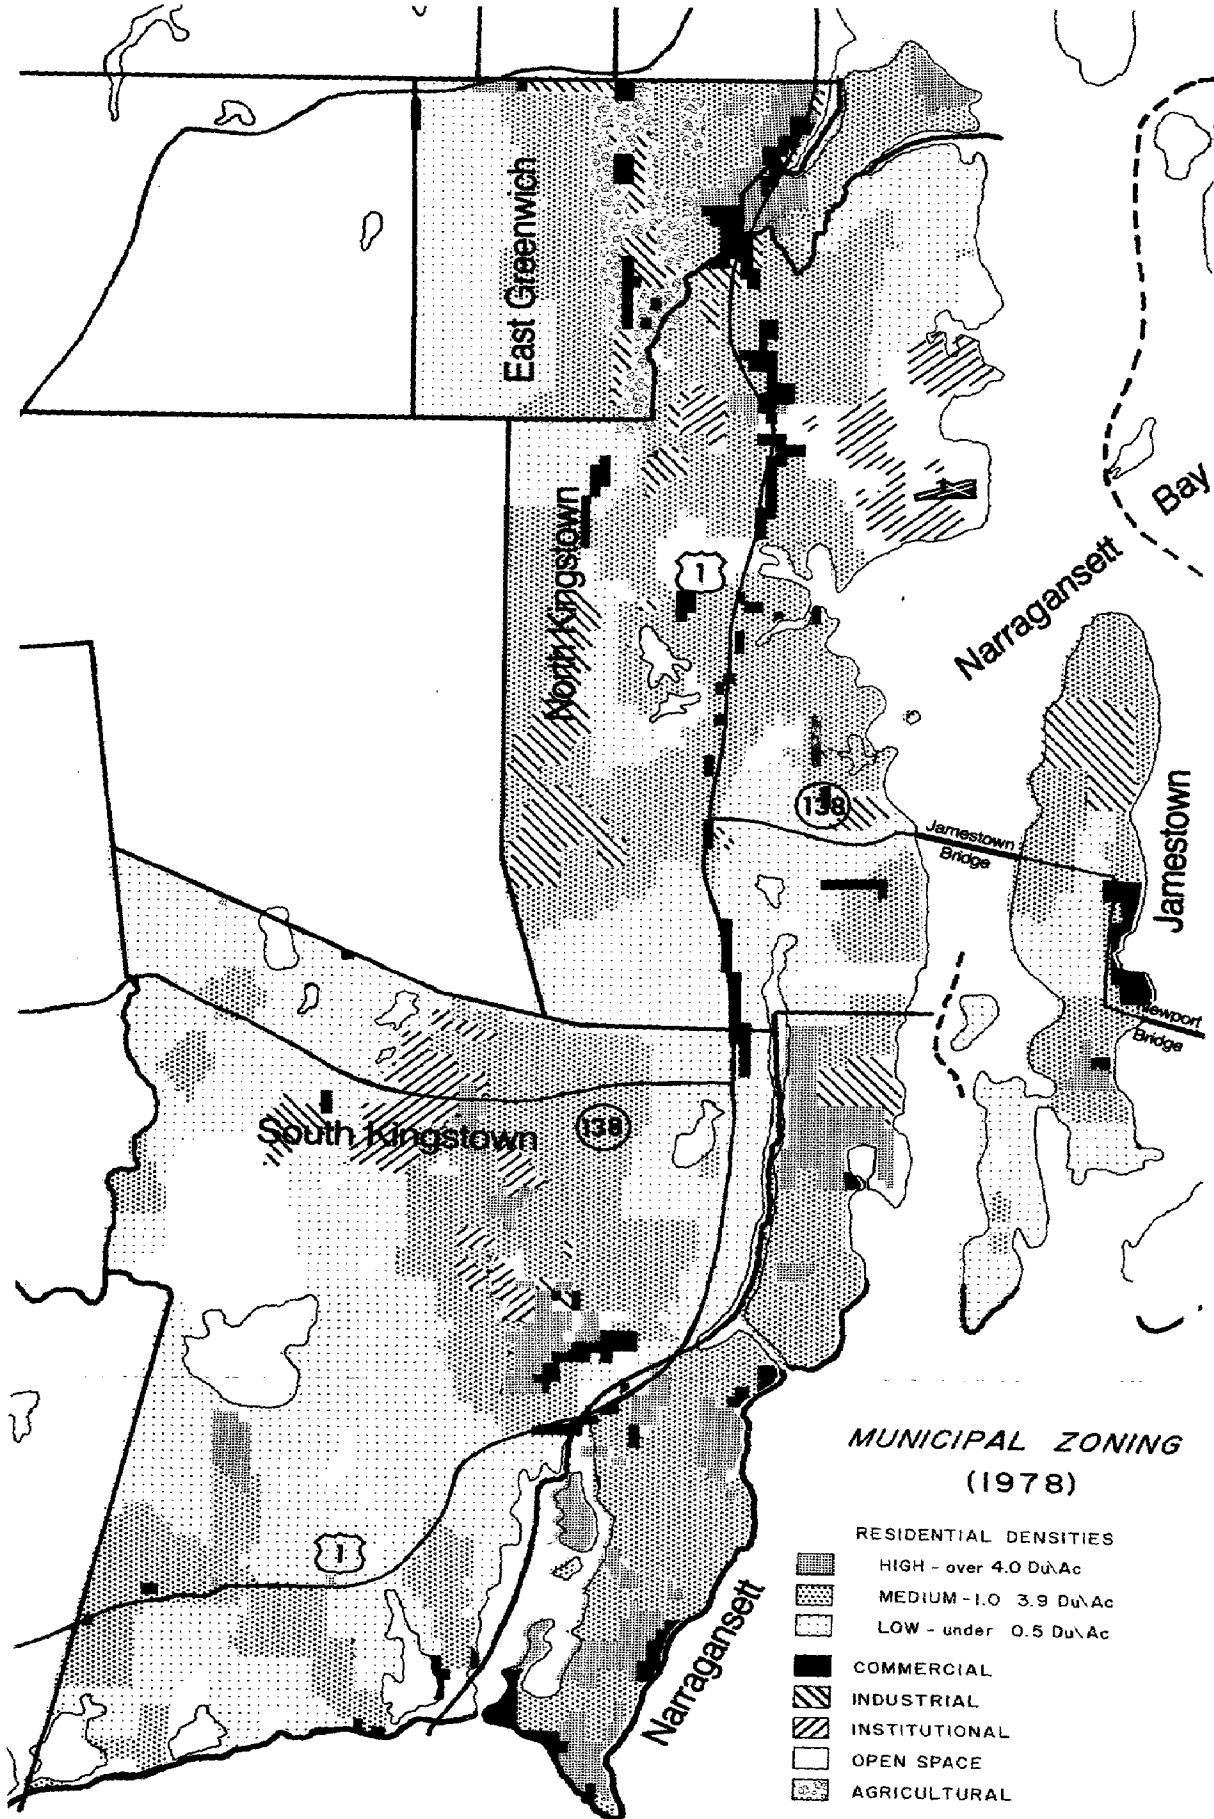 East Greenwich
North Kingstown
1
Narragansett Bay
138
Jamestown
Bridge
Jamestown
Newport
Bridge
South Kingstown
138
1
Narragansett
MUNICIPAL ZONING
(1978)
RESIDENTIAL DENSITIES
HIGH - over 4.0 Du\Ac
MEDIUM - 1.0 3.9 Du\Ac
LOW - under 0.5 Du\Ac
COMMERCIAL
INDUSTRIAL
INSTITUTIONAL
OPEN SPACE
AGRICULTURAL